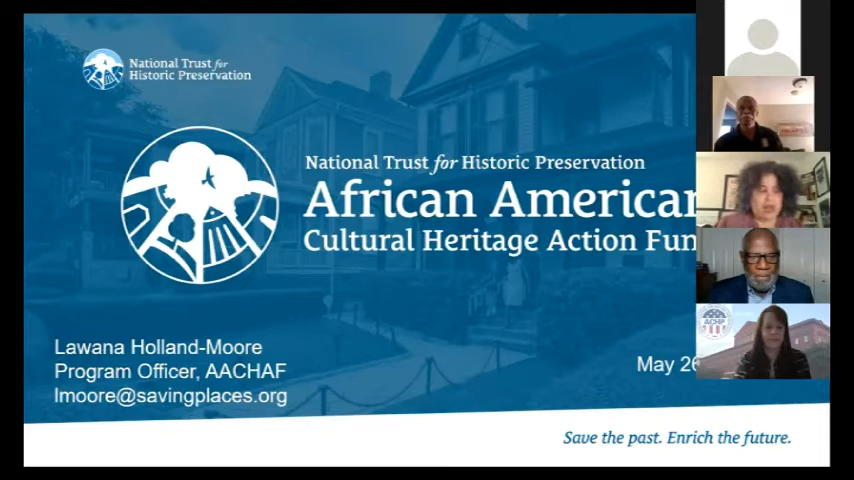 National Trust for
Historic Preservation
National Trust for Historic Preservation
African American
Cultural Heritage Action Fun
Lawana Holland-Moore
Program Officer, AACHAF
lmoore@savingplaces.org
May 26
Save the past. Enrich the future.
ACHP